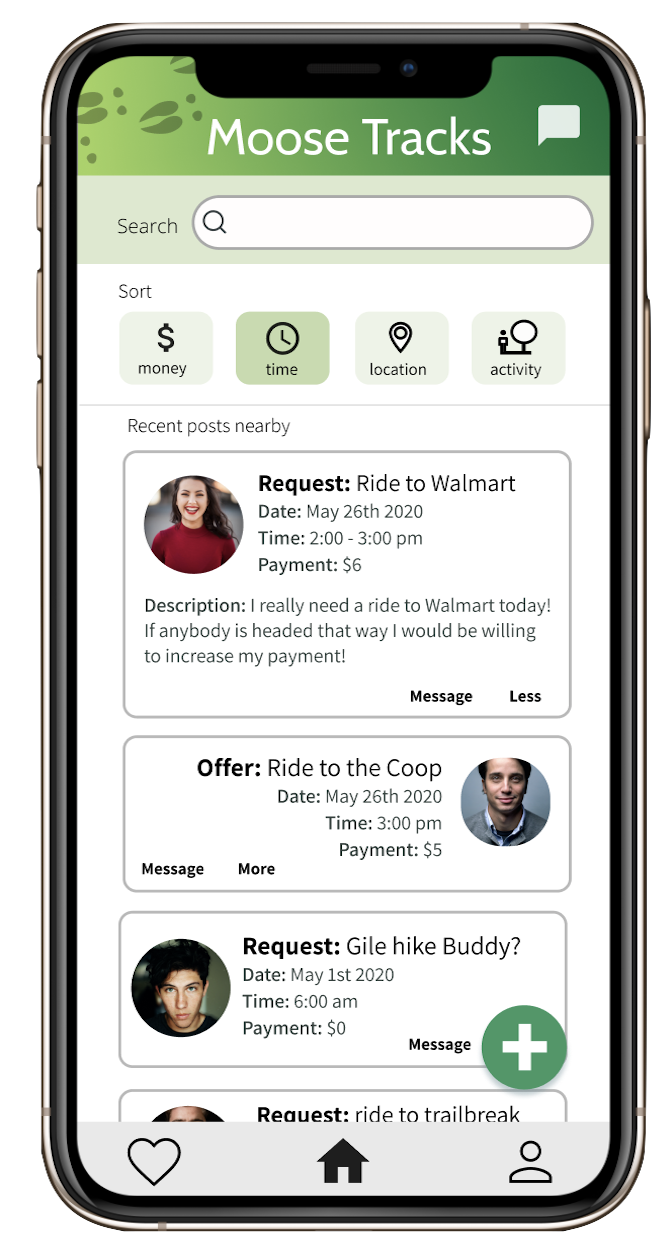 Moose Tracks
Search
Sort
$
money
time
location
activity
Recent posts nearby
Request: Ride to Walmart
Date: May 26th 2020
Time: 2:00 - 3:00 pm
Payment: $6
Description: I really need a ride to Walmart today!
If anybody is headed that way I would be willing
to increase my payment!
Message Less
Offer: Ride to the Coop
Date: May 26th 2020
Time: 3:00 pm
Payment: $5
Message More
Request: Gile hike Buddy?
Date: May 1st 2020
Time: 6:00 am
Payment: $0
Message
Request: ride to trailbreak